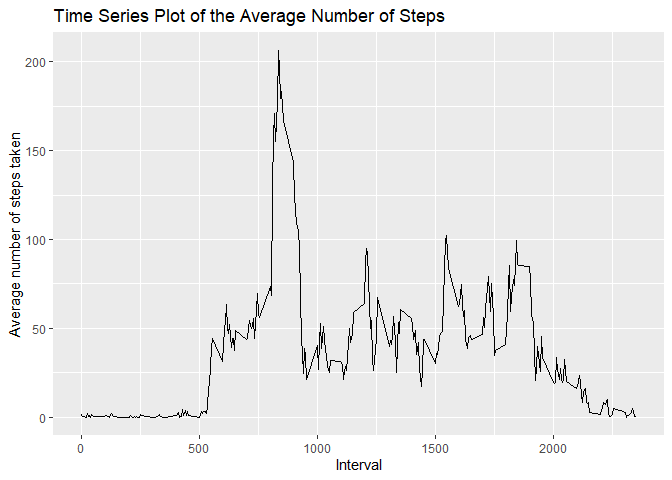 Time Series Plot of the Average Number of Steps
Average number of steps taken
200
150
100
50
0
0 500 1000 1500 2000
Interval